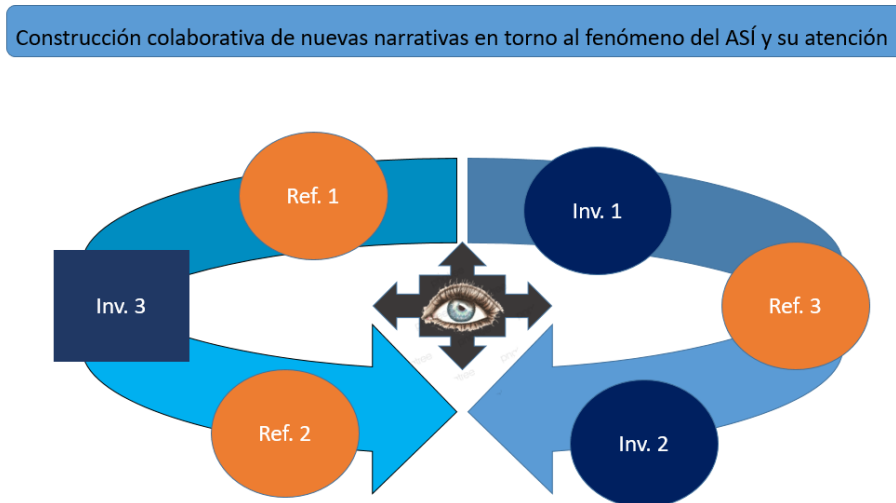 Construcción colaborativa de nuevas narrativas en torno al fenómeno del ASÍ y su atención
Ref. 1
Inv. 1
Inv. 3
Ref. 3
Ref. 2
Inv. 2